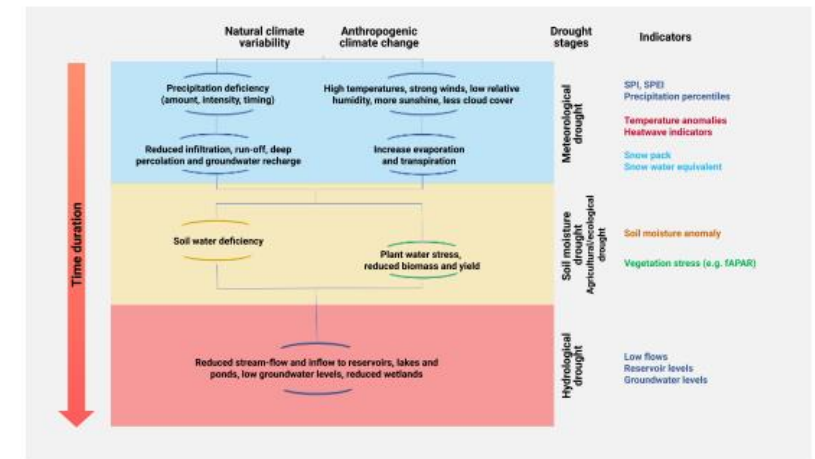 Natural climate
variability
Anthropogenic
climate change
Drought
stages
Indicators
Time duration
Precipitation deficiency
(amount, intensity, timing)
High temperatures, strong winds, low relative
humidity, more sunshine, less cloud cover
Reduced infiltration, run-off, deep
percolation and groundwater recharge
Increase evaporation
and transpiration
Meteorological
drought
SPI, SPEI
Precipitation percentiles
Temperature anomalies
Heatwave indicators
Snow pack
Snow water equivalent
Soil water deficiency
Plant water stress,
reduced biomass and yield
Soil moisture
drought
Agricultural/ecological
drought
Soil moisture anomaly
Vegetation stress (e.g. fAPAR)
Reduced stream-flow and inflow to reservoirs, lakes and
ponds, low groundwater levels, reduced wetlands
Hydrological
drought
Low flows
Reservoir levels
Groundwater levels